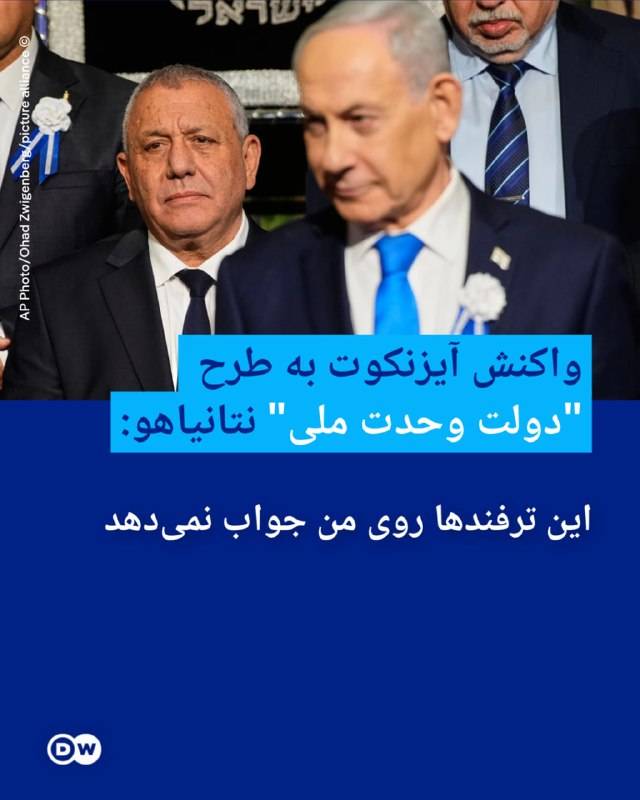 ישראל
© AP Photo/Ohad Zwigenberg/picture alliance
واکنش آیزنکوت به طرح
"دولت وحدت ملی" نتانیاهو:
این ترفندها روی من جواب نمی‌دهد
DW